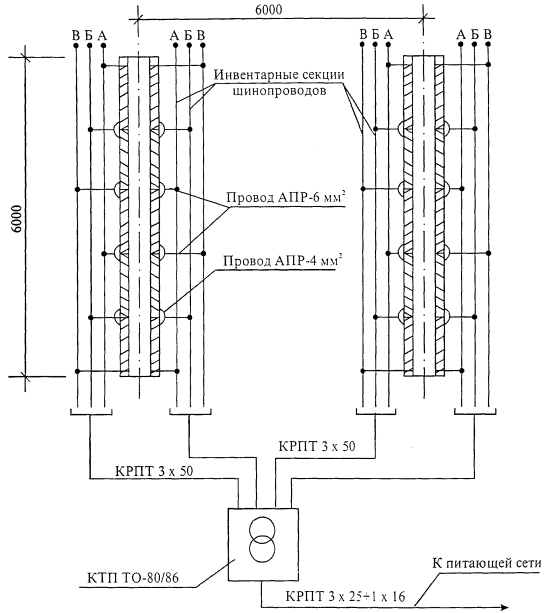 6000
В Б А
А Б В
В Б А
А Б В
Инвентарные секции
шинопроводов
6000
Провод АПР-6 мм²
Провод АПР-4 мм²
КРПТ 3 х 50
КРПТ 3 х 50
КТП ТО-80/86
К питающей сети
КРПТ 3 х 25÷1 х 16